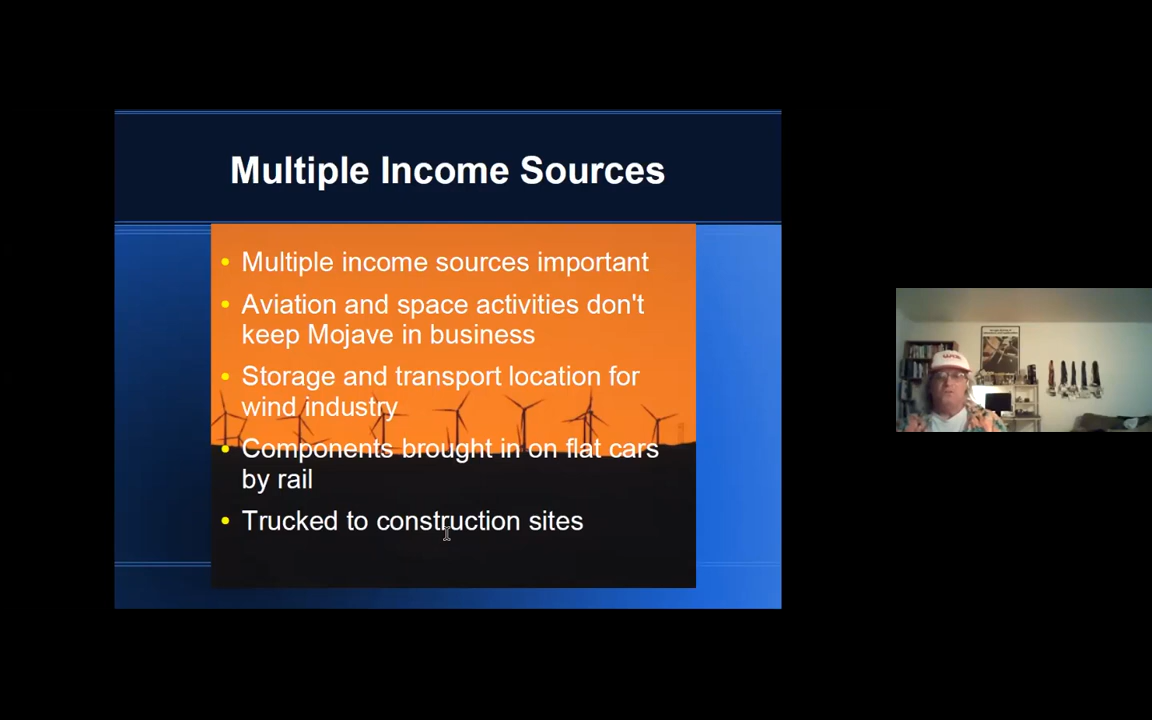 Multiple Income Sources
• Multiple income sources important
• Aviation and space activities don't
keep Mojave in business
• Storage and transport location for
wind industry
• Components brought in on flat cars
by rail
• Trucked to construction sites